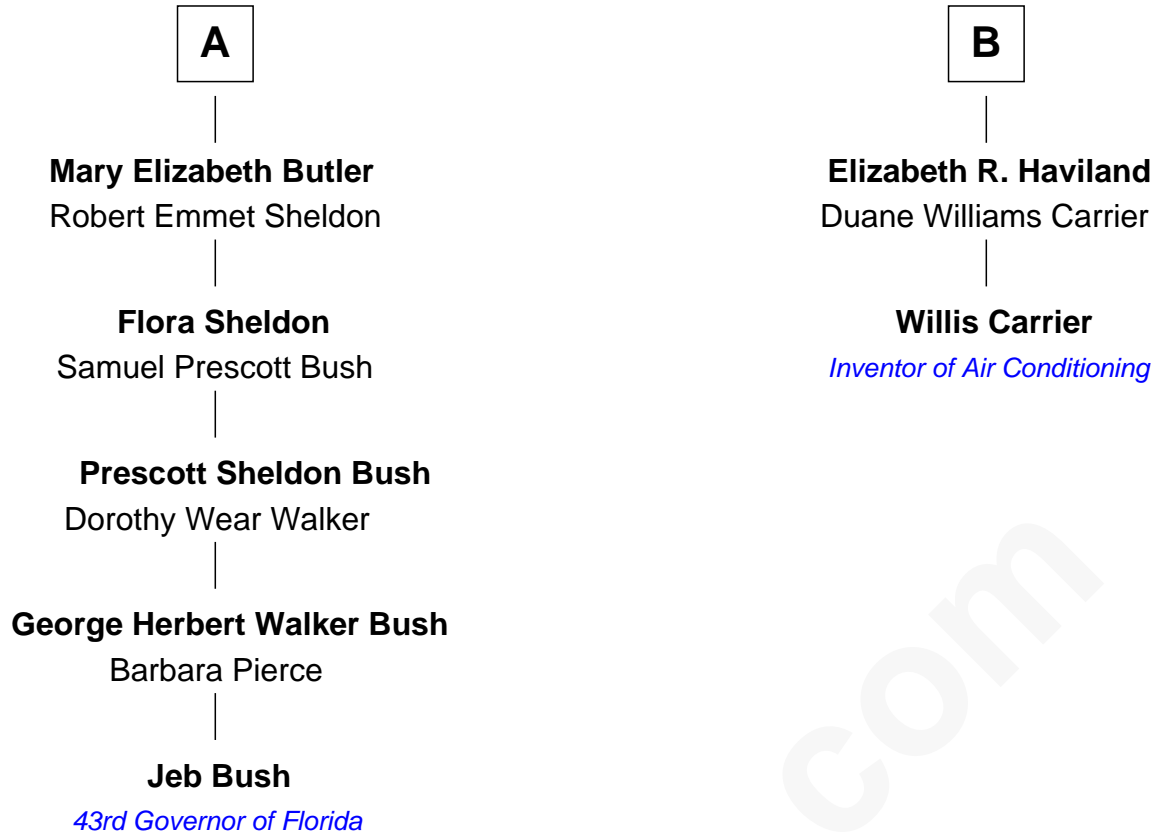 A
Mary Elizabeth Butler
Robert Emmet Sheldon
Flora Sheldon
Samuel Prescott Bush
Prescott Sheldon Bush
Dorothy Wear Walker
George Herbert Walker Bush
Barbara Pierce
Jeb Bush
43rd Governor of Florida
B
Elizabeth R. Haviland
Duane Williams Carrier
Willis Carrier
Inventor of Air Conditioning
com